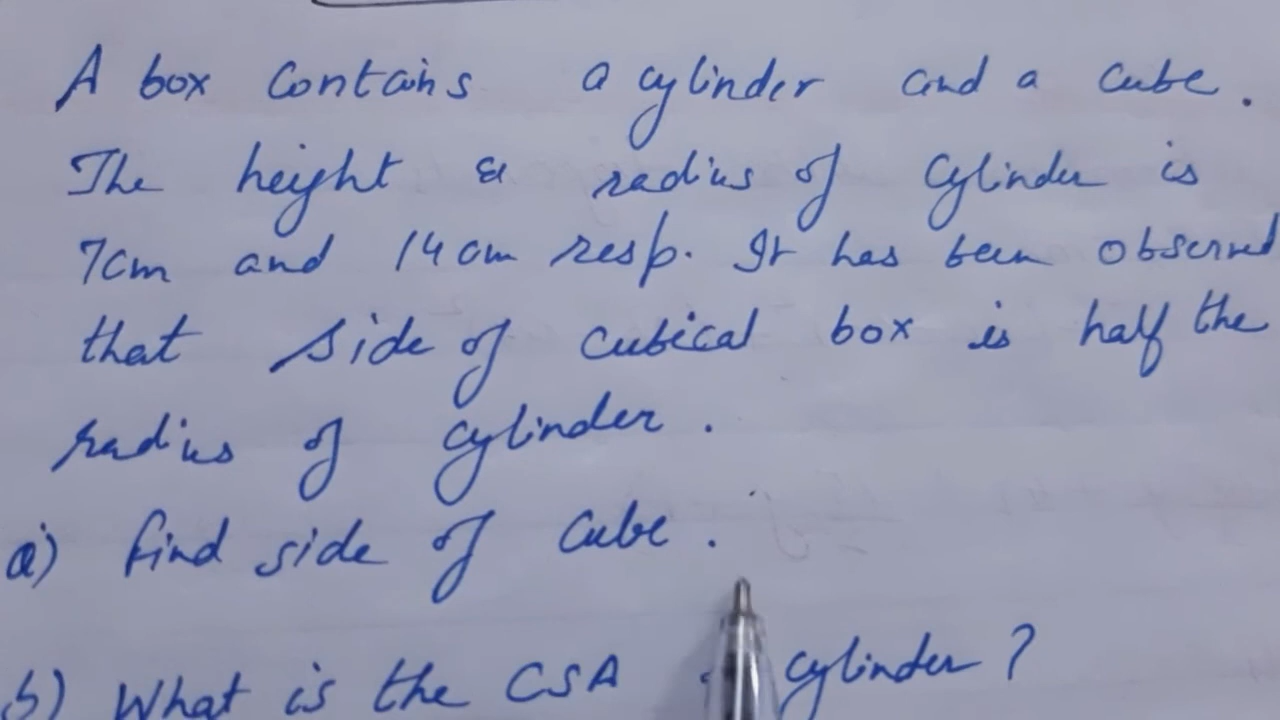 A box contains a cylinder and a cube.
The height & radius of Cylinder is
7cm and 14cm resp. It has been observed
that side of cubical box is half the
radius of cylinder.
a) find side of cube.
b) What is the CSA cylinder?